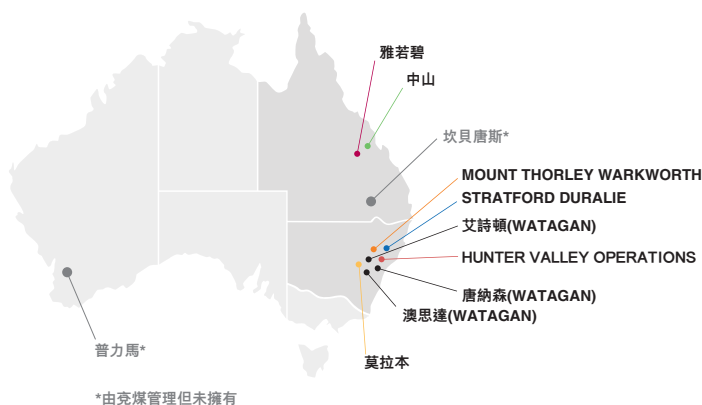 雅若碧
中山
坎貝唐斯*
MOUNT THORLEY WARKWORTH
STRATFORD DURALIE
艾詩頓(WATAGAN)
HUNTER VALLEY OPERATIONS
唐納森(WATAGAN)
澳思達(WATAGAN)
普力馬*
莫拉本
*由兗煤管理但未擁有